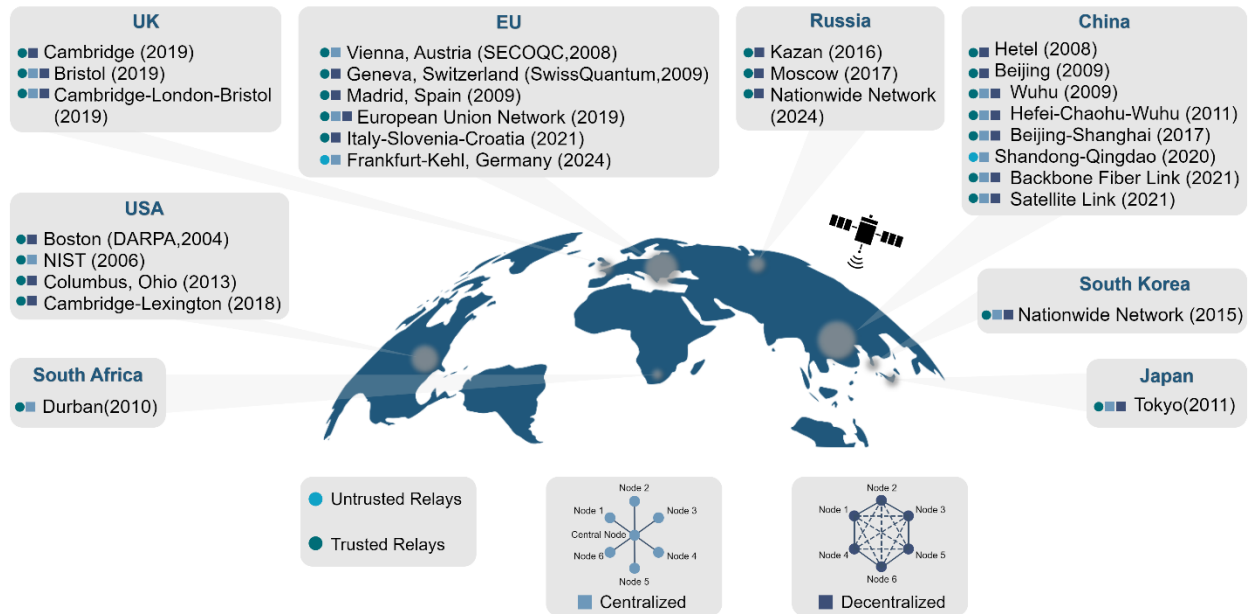 UK
Cambridge (2019)
Bristol (2019)
Cambridge-London-Bristol
(2019)
EU
Vienna, Austria (SECOQC,2008)
Geneva, Switzerland (SwissQuantum,2009)
Madrid, Spain (2009)
European Union Network (2019)
Italy-Slovenia-Croatia (2021)
Frankfurt-Kehl, Germany (2024)
Russia
Kazan (2016)
Moscow (2017)
Nationwide Network
(2024)
China
Hetel (2008)
Beijing (2009)
Wuhu (2009)
Hefei-Chaohu-Wuhu (2011)
Beijing-Shanghai (2017)
Shandong-Qingdao (2020)
Backbone Fiber Link (2021)
Satellite Link (2021)
USA
Boston (DARPA,2004)
NIST (2006)
Columbus, Ohio (2013)
Cambridge-Lexington (2018)
South Korea
Nationwide Network (2015)
South Africa
Durban(2010)
Japan
Tokyo(2011)
Untrusted Relays
Trusted Relays
Node 2
Node 1
Node 3
Central Node
Node 6
Node 4
Node 5
Centralized
Node 2
Node 1
Node 3
Node 4
Node 5
Node 6
Decentralized